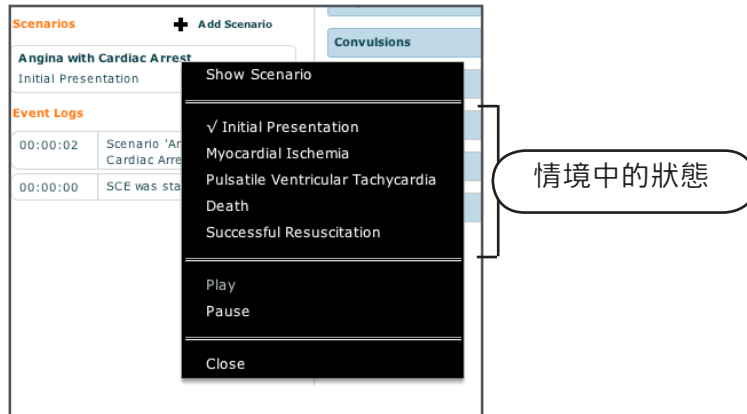 Scenarios
Add Scenario
Angina with Cardiac Arrest
Initial Presentation
Event Logs
00:00:02 Scenario 'An
Cardiac Arre
00:00:00 SCE was sta
Convulsions
Show Scenario
√ Initial Presentation
Myocardial Ischemia
Pulsatile Ventricular Tachycardia
Death
Successful Resuscitation
Play
Pause
Close
情境中的狀態